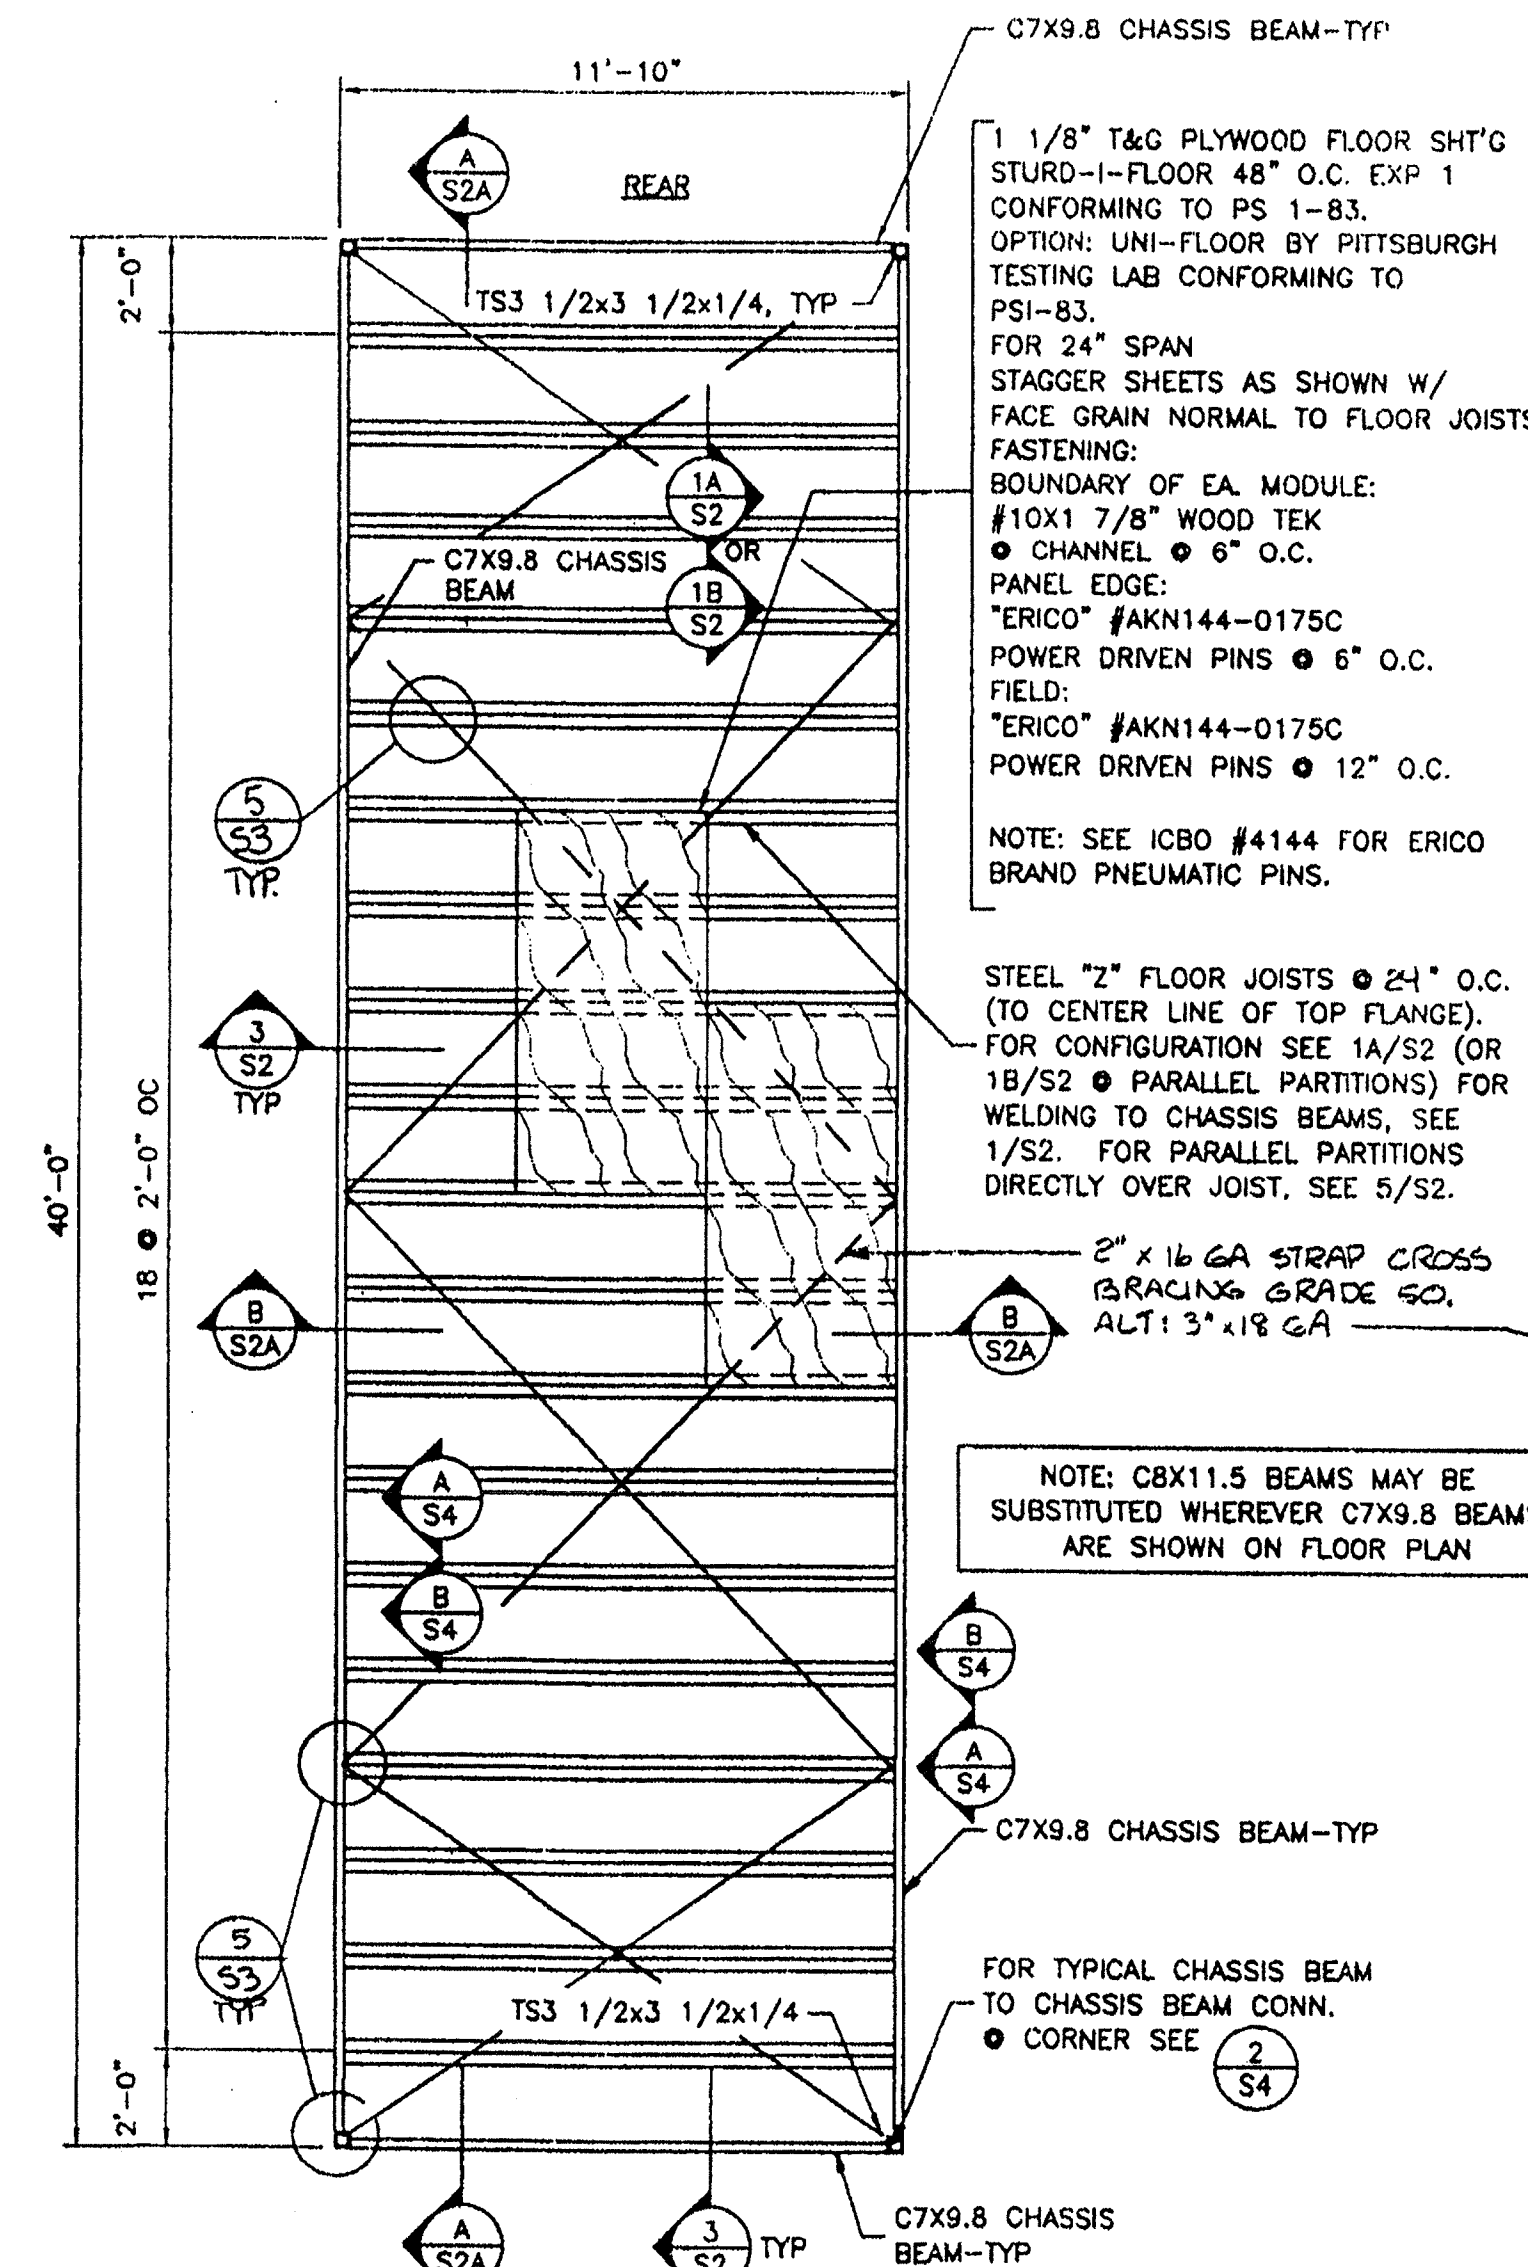 C7X9.8 CHASSIS BEAM-TYP
11'-10"
A
S2A
REAR
1 1/8" T&G PLYWOOD FLOOR SHT'G
STURD-I-FLOOR 48" O.C. EXP 1
CONFORMING TO PS 1-83.
OPTION: UNI-FLOOR BY PITTSBURGH
TESTING LAB CONFORMING TO
PSI-83.
FOR 24" SPAN
STAGGER SHEETS AS SHOWN W/
FACE GRAIN NORMAL TO FLOOR JOISTS
FASTENING:
BOUNDARY OF EA. MODULE:
#10X1 7/8" WOOD TEK
@ CHANNEL @ 6" O.C.
PANEL EDGE:
"ERICO" #AKN144-0175C
POWER DRIVEN PINS @ 6" O.C.
FIELD:
"ERICO" #AKN144-0175C
POWER DRIVEN PINS @ 12" O.C.
NOTE: SEE ICBO #4144 FOR ERICO
BRAND PNEUMATIC PINS.
2'-0"
TS3 1/2x3 1/2x1/4, TYP
1A
S2
OR
1B
S2
C7X9.8 CHASSIS
BEAM
5
S3
TYP.
STEEL "Z" FLOOR JOISTS @ 24" O.C.
(TO CENTER LINE OF TOP FLANGE).
FOR CONFIGURATION SEE 1A/S2 (OR
1B/S2 @ PARALLEL PARTITIONS) FOR
WELDING TO CHASSIS BEAMS, SEE
1/S2. FOR PARALLEL PARTITIONS
DIRECTLY OVER JOIST, SEE 5/S2.
3
S2
TYP
40'-0"
18 @ 2'-0" OC
2" x 16 GA STRAP CROSS
BRACING GRADE 50.
ALT: 3" x 18 GA
B
S2A
B
S2A
NOTE: C8X11.5 BEAMS MAY BE
SUBSTITUTED WHEREVER C7X9.8 BEAMS
ARE SHOWN ON FLOOR PLAN
A
S4
B
S4
B
S4
A
S4
C7X9.8 CHASSIS BEAM-TYP
5
S3
TYP
FOR TYPICAL CHASSIS BEAM
TO CHASSIS BEAM CONN.
@ CORNER SEE
2
S4
TS3 1/2x3 1/2x1/4
2'-0"
A
S2A
3
S2
TYP
C7X9.8 CHASSIS
BEAM-TYP